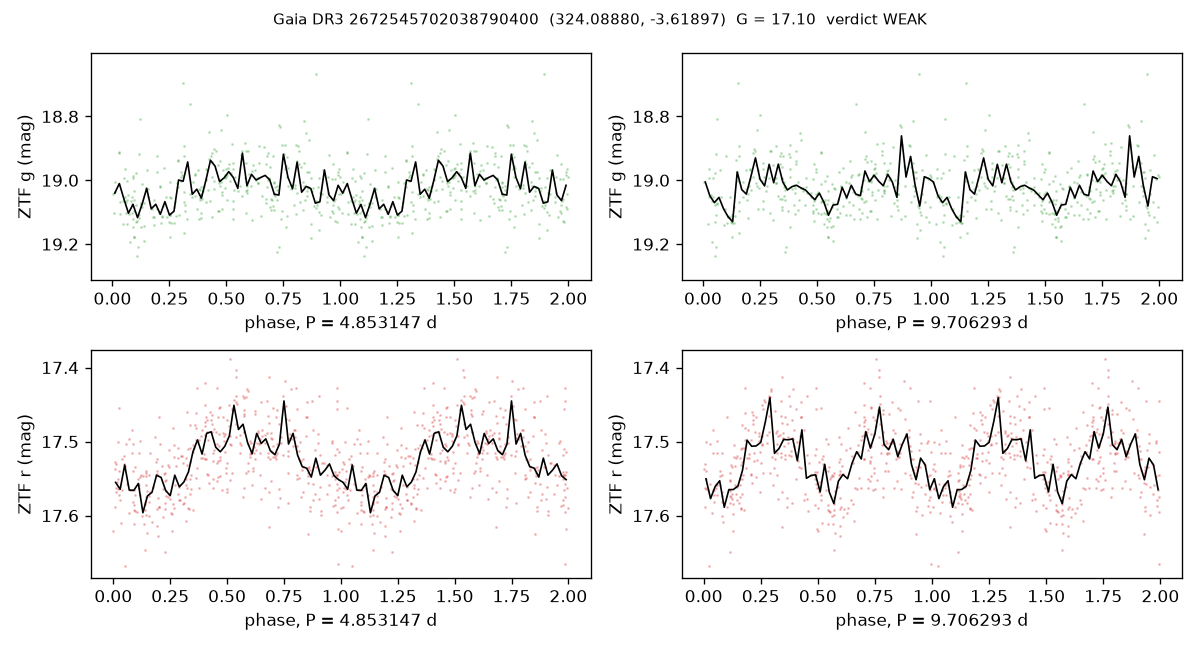 Gaia DR3 2672545702038790400  (324.08880, -3.61897)  G = 17.10  verdict WEAK
ZTF g (mag)
18.8
19.0
19.2
0.00 0.25 0.50 0.75 1.00 1.25 1.50 1.75 2.00
phase, P = 4.853147 d
ZTF g (mag)
18.8
19.0
19.2
0.00 0.25 0.50 0.75 1.00 1.25 1.50 1.75 2.00
phase, P = 9.706293 d
ZTF r (mag)
17.4
17.5
17.6
0.00 0.25 0.50 0.75 1.00 1.25 1.50 1.75 2.00
phase, P = 4.853147 d
ZTF r (mag)
17.4
17.5
17.6
0.00 0.25 0.50 0.75 1.00 1.25 1.50 1.75 2.00
phase, P = 9.706293 d